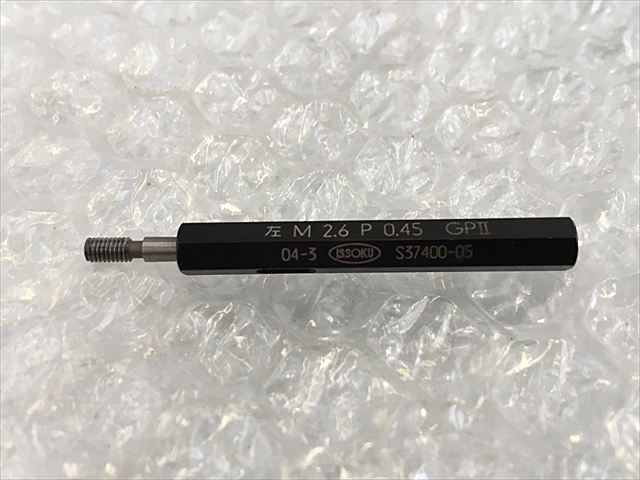 左 M 2.6 P 0.45 GPII
04-3 ISSOKU S37400-05